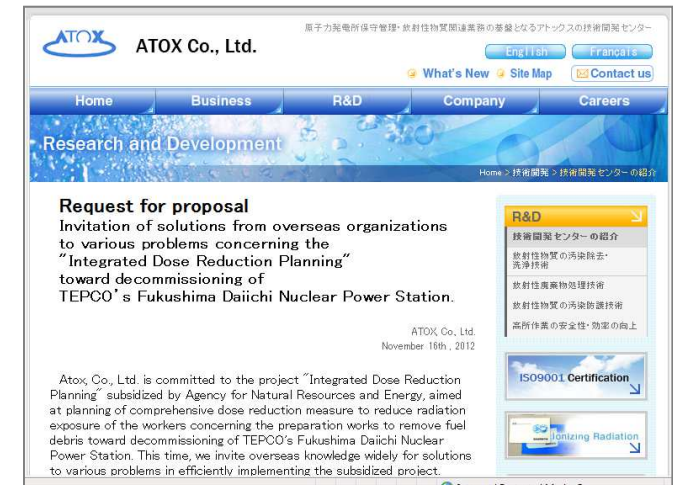 原子力発電所保守管理・放射性物質関連業務の基盤となるアトックスの技術開発センター
ATOX
ATOX Co., Ltd.
English
Français
What's New
Site Map
Contact us
Home
Business
R&D
Company
Careers
Research and Development
Home > 技術開発 > 技術開発センターの紹介
Request for proposal
Invitation of solutions from overseas organizations
to various problems concerning the
"Integrated Dose Reduction Planning"
toward decommissioning of
TEPCO's Fukushima Daiichi Nuclear Power Station.
ATOX, Co., Ltd.
November 16th , 2012
Atox, Co., Ltd. is committed to the project "Integrated Dose Reduction
Planning" subsidized by Agency for Natural Resources and Energy, aimed
at planning of comprehensive dose reduction measure to reduce radiation
exposure of the workers concerning the preparation works to remove fuel
debris toward decommissioning of TEPCO's Fukushima Daiichi Nuclear
Power Station. This time, we invite overseas knowledge widely for solutions
to various problems in efficiently implementing the subsidized project.
R&D
技術開発センターの紹介
放射性物質の汚染除去・
洗浄技術
放射性廃棄物処理技術
放射性物質の汚染防護技術
高所作業の安全性・効率の向上
ISO9001 Certification
Ionizing Radiation